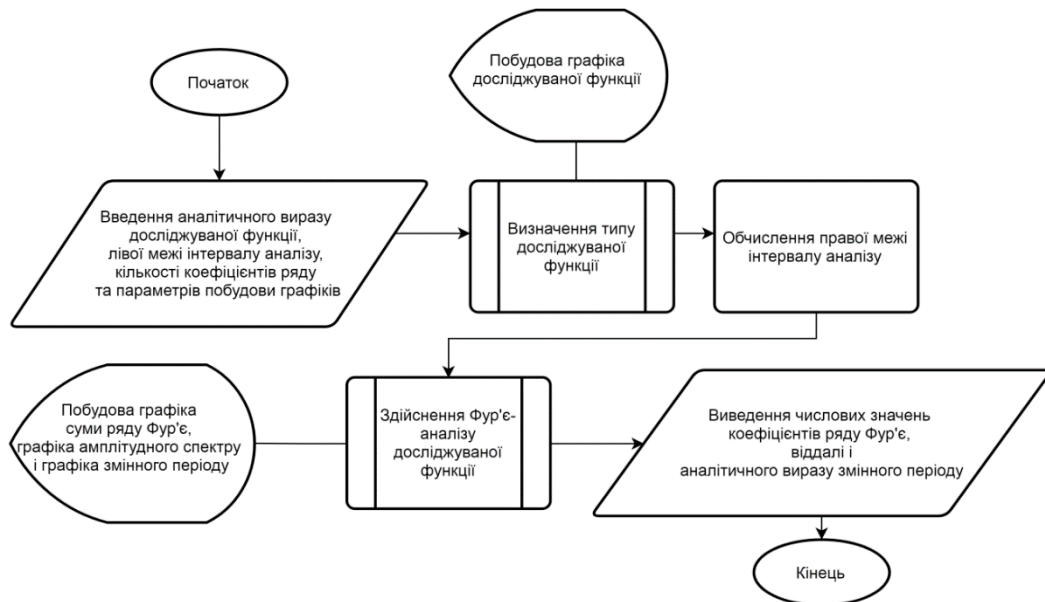 Початок
Побудова графіка
досліджуваної функції
Введення аналітичного виразу
досліджуваної функції,
лівої межі інтервалу аналізу,
кількості коефіцієнтів ряду
та параметрів побудови графіків
Визначення типу
досліджуваної
функції
Обчислення правої межі
інтервалу аналізу
Побудова графіка
суми ряду Фур'є,
графіка амплітудного спектру
і графіка змінного періоду
Здійснення Фур'є-
аналізу
досліджуваної
функції
Виведення числових значень
коефіцієнтів ряду Фур'є,
віддалі і
аналітичного виразу змінного періоду
Кінець